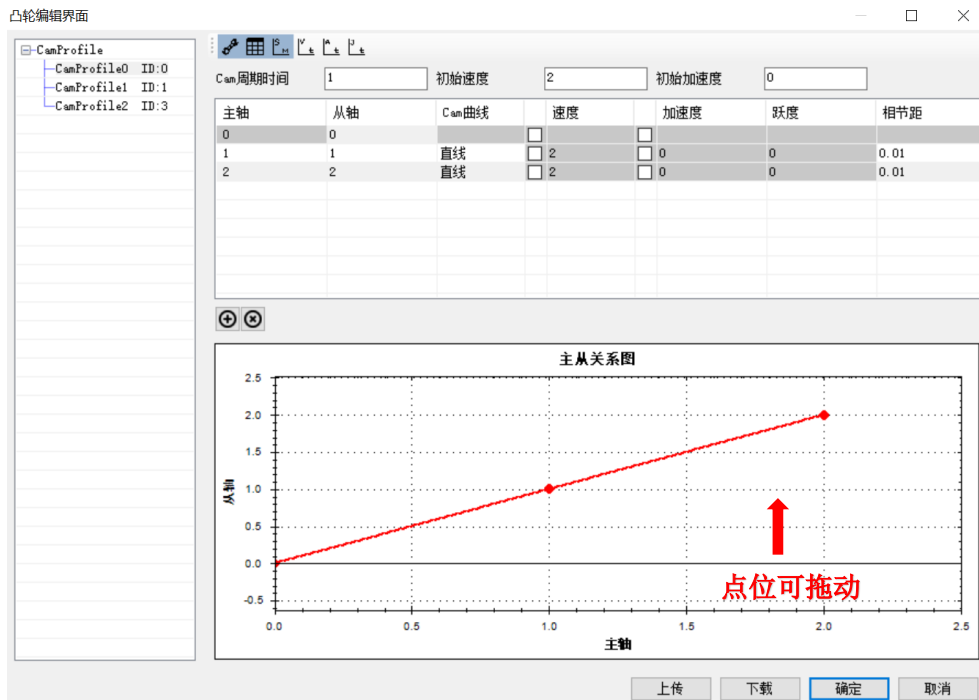 凸轮编辑界面
CamProfile
CamProfile0 ID:0
CamProfile1 ID:1
CamProfile2 ID:3
S M V t A t J t
Cam周期时间 1 初始速度 2 初始加速度 0
主轴 从轴 Cam曲线 速度 加速度 跃度 相节距
0 0
1 1 直线 2 0 0 0.01
2 2 直线 2 0 0 0.01
主从关系图
2.5
2.0
1.5
1.0
0.5
0.0
-0.5
从轴
点位可拖动
0.0 0.5 1.0 1.5 2.0 2.5
主轴
上传 下载 确定 取消